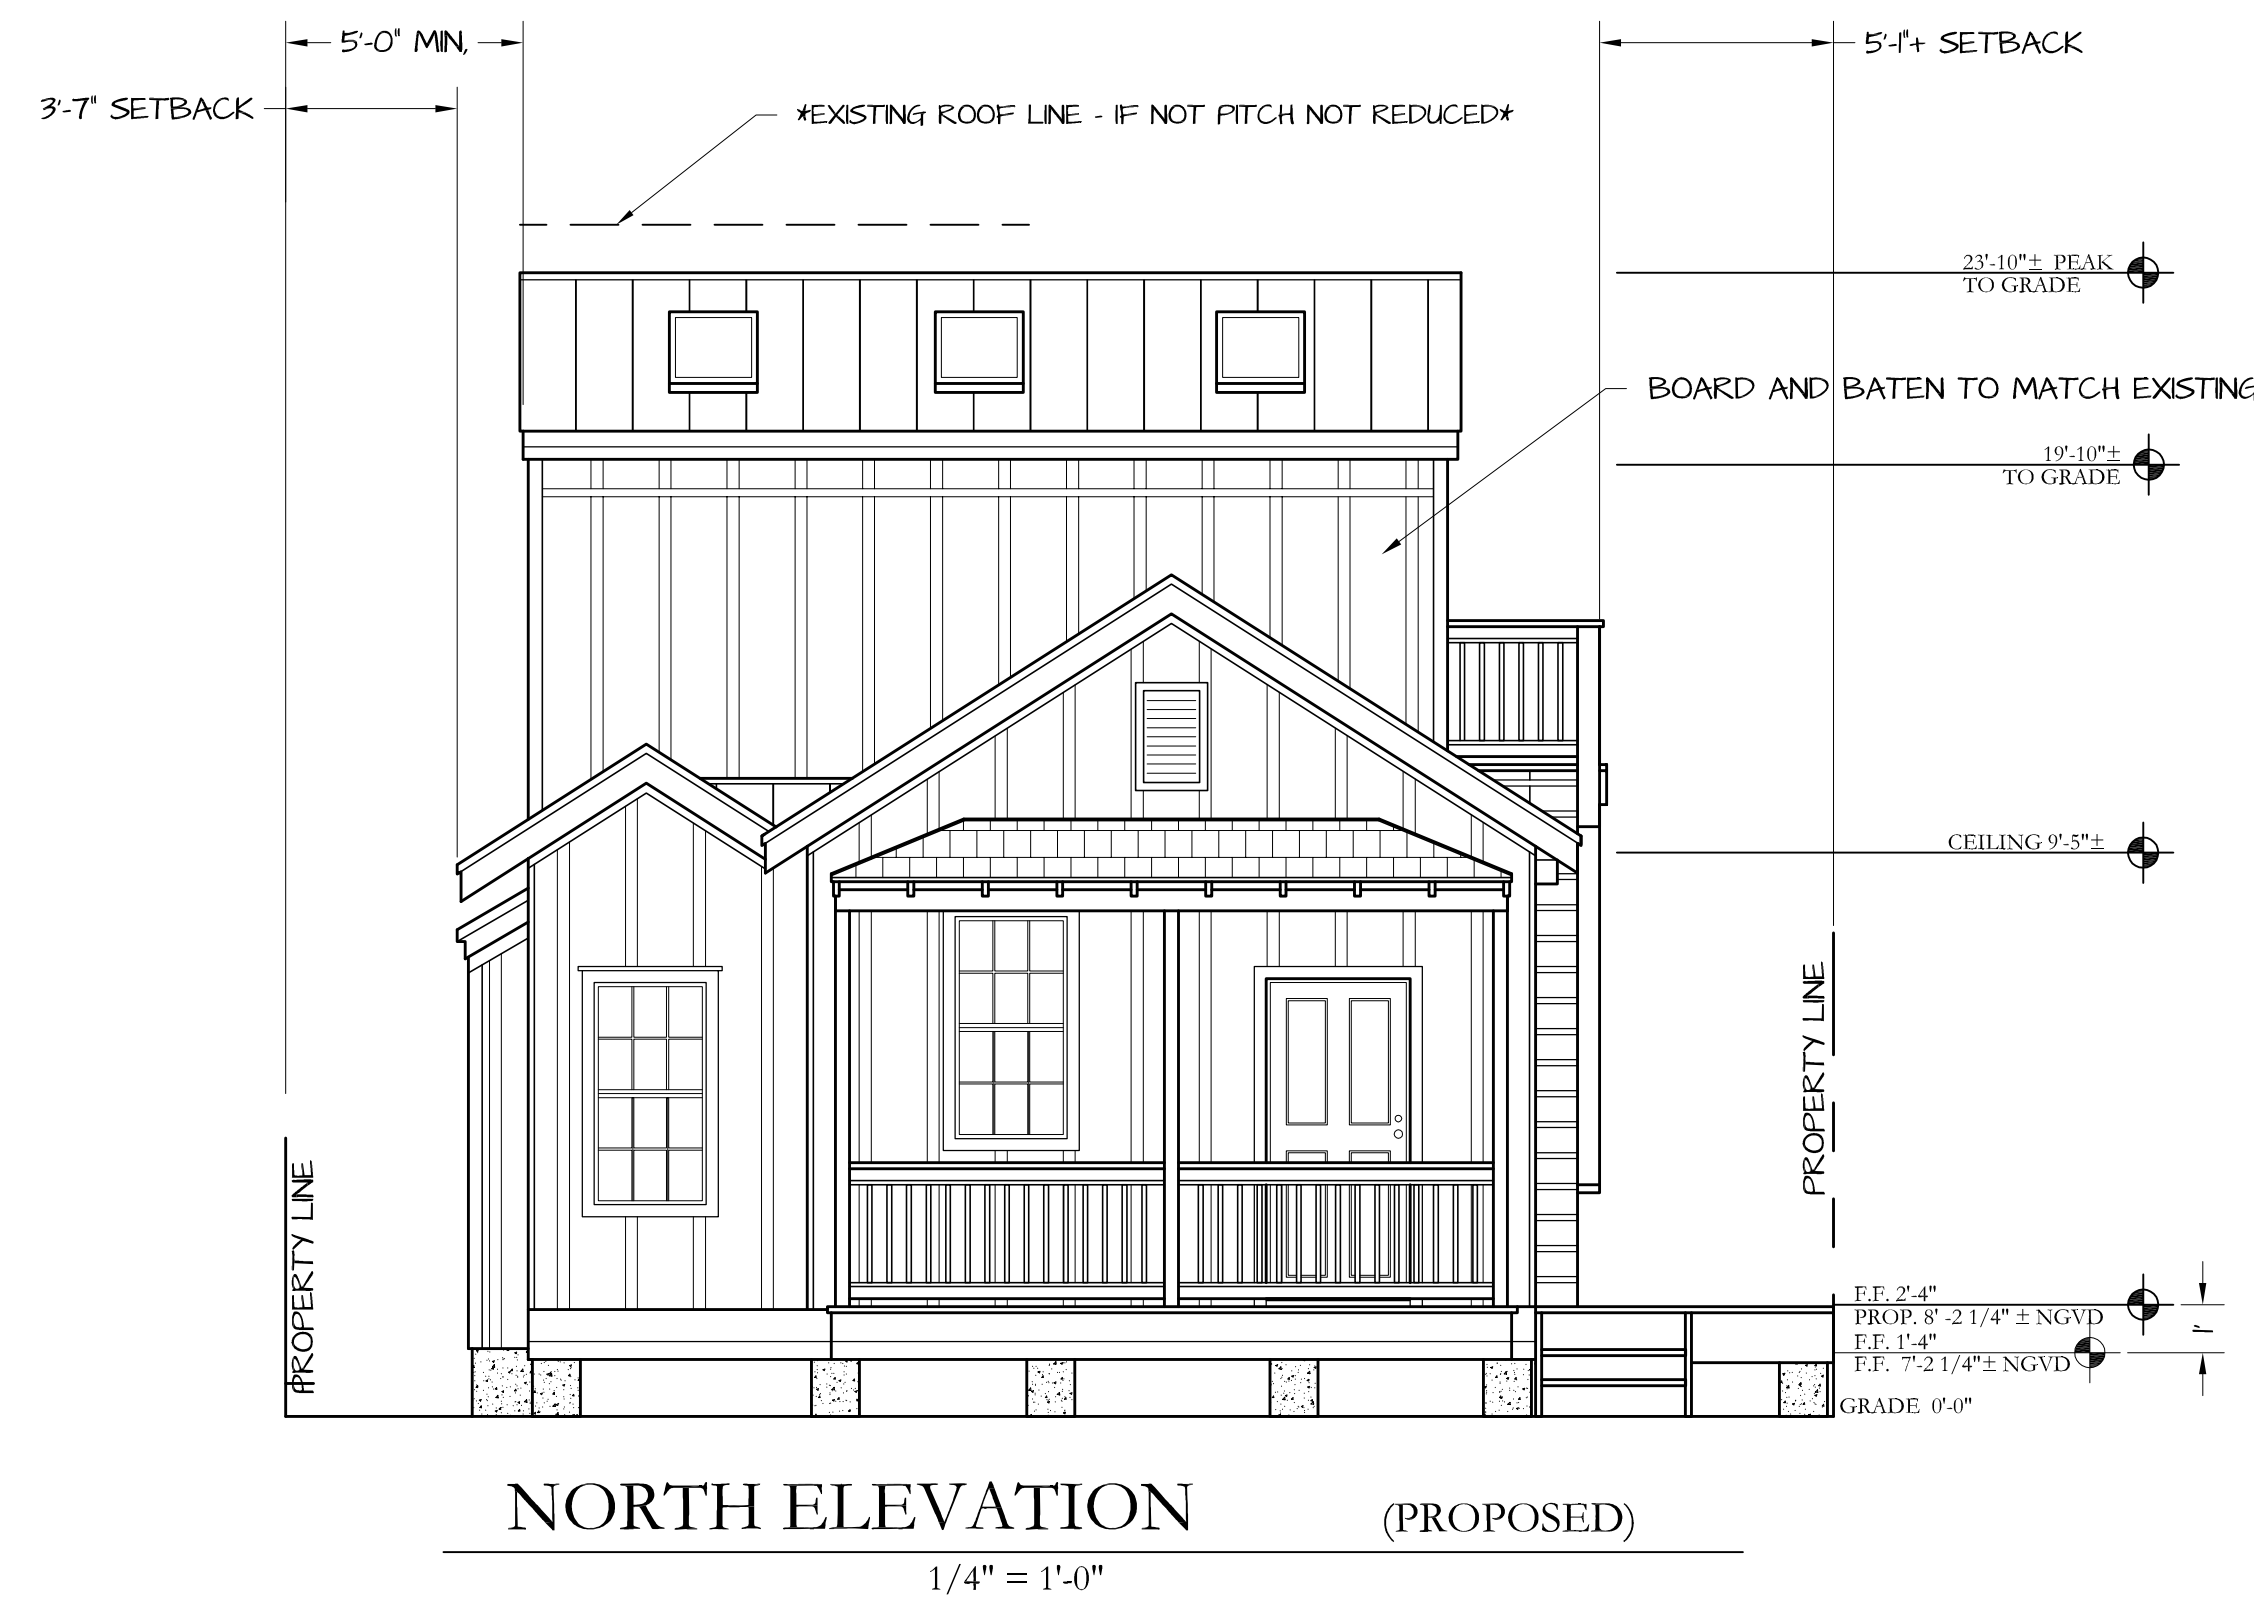 5'-0" MIN,
5'-1"+ SETBACK
3'-7" SETBACK
*EXISTING ROOF LINE - IF NOT PITCH NOT REDUCED*
23'-10"± PEAK
TO GRADE
BOARD AND BATEN TO MATCH EXISTING
19'-10"±
TO GRADE
CEILING 9'-5"±
PROPERTY LINE
PROPERTY LINE
F.F. 2'-4"
PROP. 8' -2 1/4" ± NGVD
1'
F.F. 1'-4"
F.F. 7'-2 1/4"± NGVD
GRADE 0'-0"
NORTH ELEVATION (PROPOSED)
1/4" = 1'-0"